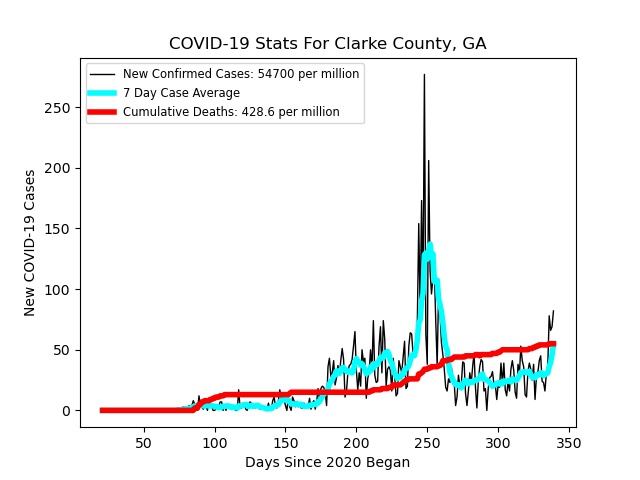 COVID-19 Stats For Clarke County, GA
New Confirmed Cases: 54700 per million
7 Day Case Average
Cumulative Deaths: 428.6 per million
New COVID-19 Cases
250
200
150
100
50
0
50 100 150 200 250 300 350
Days Since 2020 Began